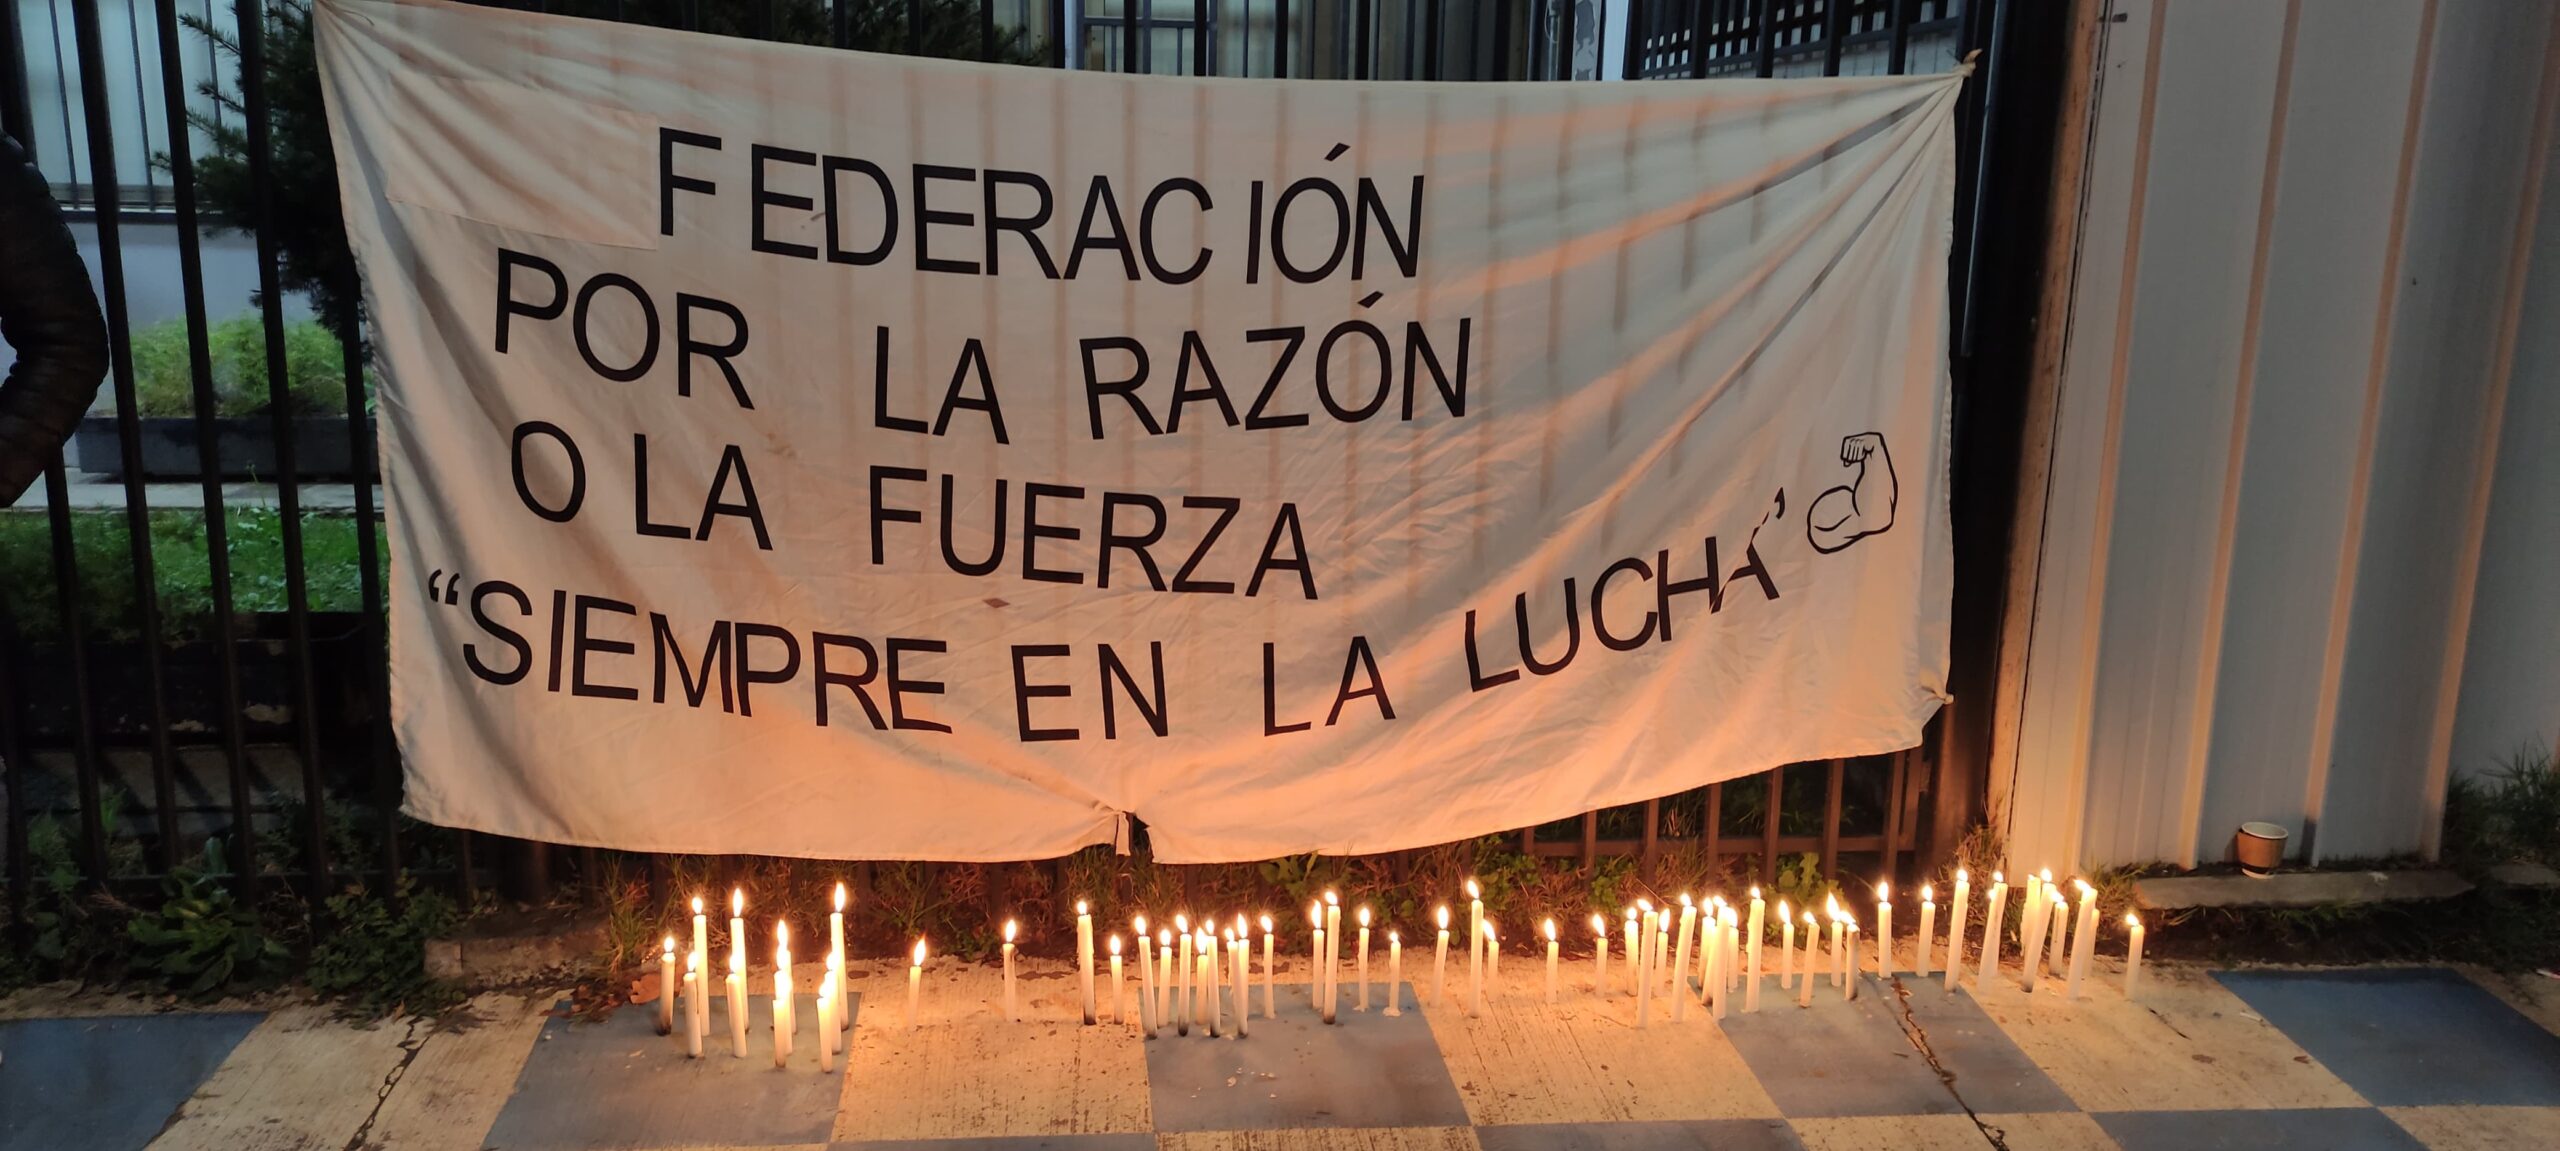 FEDERACIÓN
POR LA RAZÓN
O LA FUERZA
“SIEMPRE EN LA LUCHA’